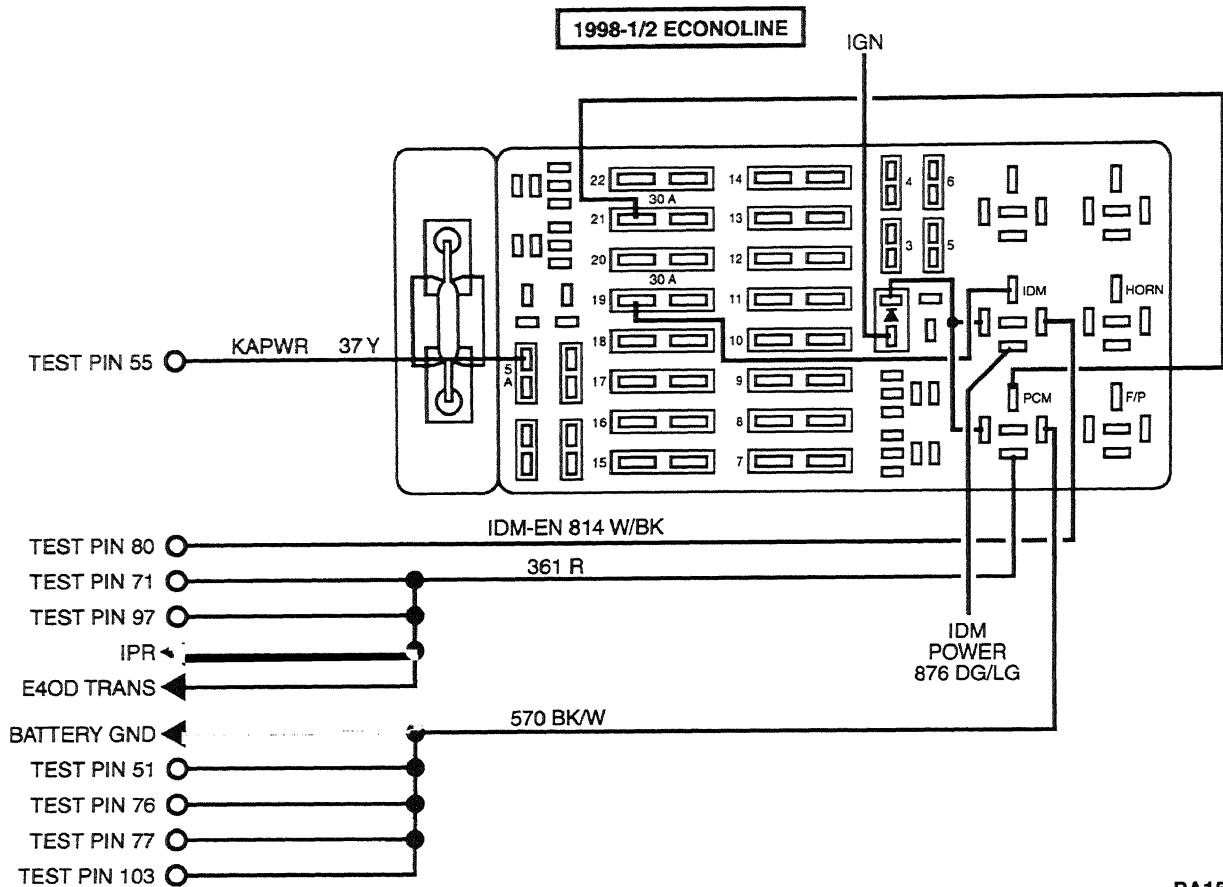 1998-1/2 ECONOLINE
IGN
22
14
4
6
30 A
21
13
20
12
3
5
30 A
19
11
IDM
HORN
18
10
TEST PIN 55
KAPWR 37 Y
5
A
17
9
PCM
F/P
16
8
15
7
TEST PIN 80
IDM-EN 814 W/BK
TEST PIN 71
361 R
TEST PIN 97
IPR
E4OD TRANS
IDM
POWER
876 DG/LG
BATTERY GND
570 BK/W
TEST PIN 51
TEST PIN 76
TEST PIN 77
TEST PIN 103